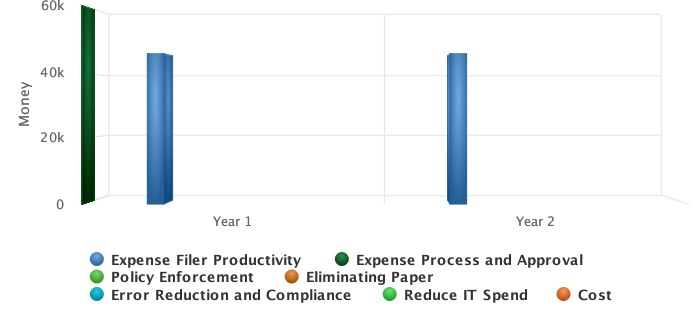 60k
40k
20k
0
Money
Year 1 Year 2
Expense Filer Productivity Expense Process and Approval
Policy Enforcement Eliminating Paper
Error Reduction and Compliance Reduce IT Spend Cost